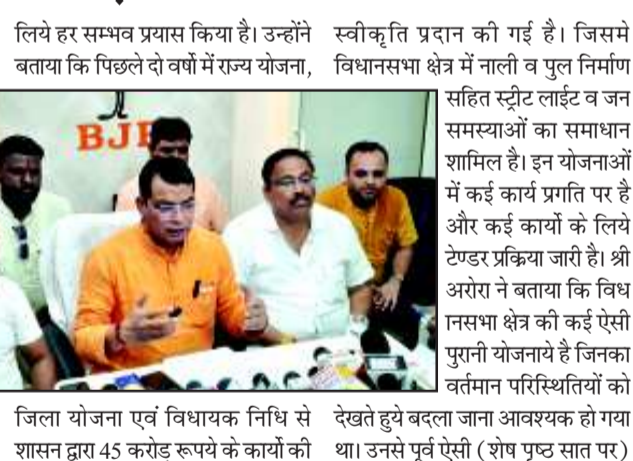 लिये हर सम्भव प्रयास किया है। उन्होंने
बताया कि पिछले दो वर्षो में राज्य योजना,
BJP
जिला योजना एवं विधायक निधि से
शासन द्वारा 45 करोड़ रूपये के कार्यो की
स्वीकृति प्रदान की गई है। जिसमे
विधानसभा क्षेत्र में नाली व पुल निर्माण
सहित स्ट्रीट लाईट व जन
समस्याओं का समाधान
शामिल है। इन योजनाओं
में कई कार्य प्रगति पर है
और कई कार्यो के लिये
टेण्डर प्रक्रिया जारी है। श्री
अरोरा ने बताया कि विध
ानसभा क्षेत्र की कई ऐसी
पुरानी योजनाये है जिनका
वर्तमान परिस्थितियों को
देखते हुये बदला जाना आवश्यक हो गया
था। उनसे पूर्व ऐसी (शेष पृष्ठ सात पर)